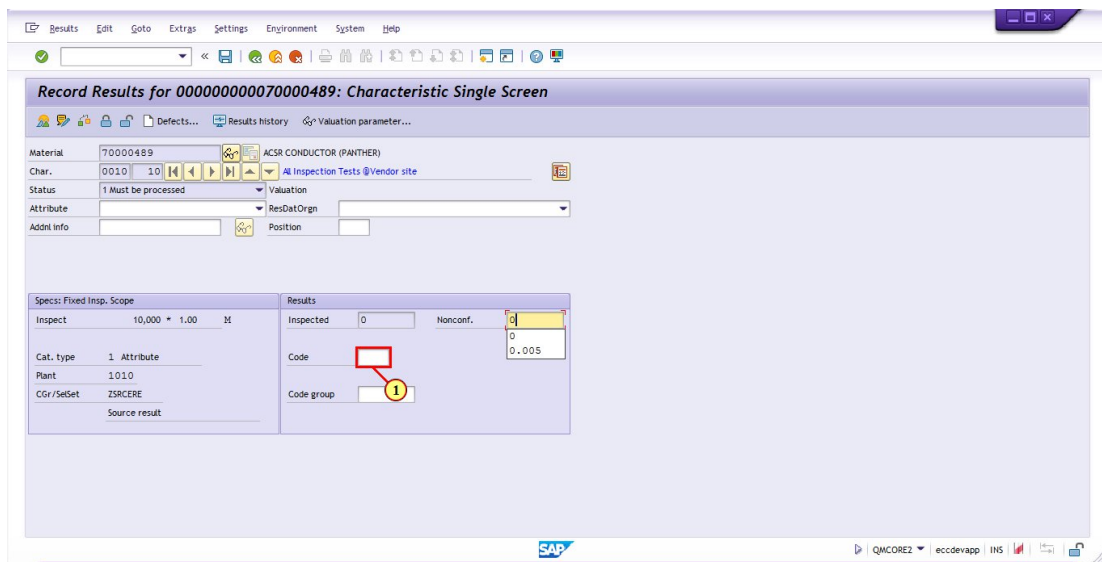 Results Edit Goto Extras Settings Environment System Help
Record Results for 000000000070000489: Characteristic Single Screen
Defects... Results history Valuation parameter...
Material 70000489 ACSR CONDUCTOR (PANTHER)
Char. 0010 10 All Inspection Tests @Vendor site
Status 1 Must be processed Valuation
Attribute ResDatOrgn
Addnl info Position
Specs: Fixed Insp. Scope Results
Inspect 10,000 * 1.00 M Inspected 0 Nonconf. 0
0
0.005
Cat. type 1 Attribute Code
Plant 1010
1
CGr/SelSet ZSRCERE Code group
Source result
SAP QMCORE2 eccdevapp INS